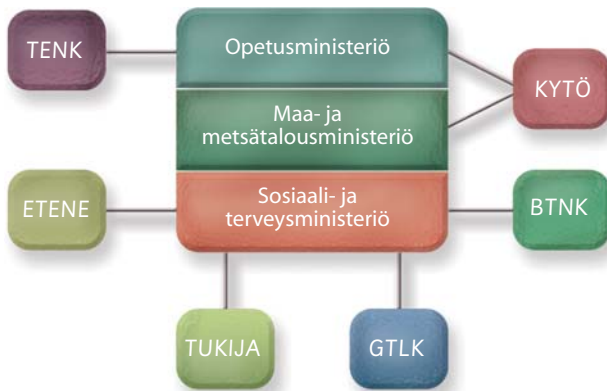 Opetusministeriö
TENK
KYTÖ
Maa- ja
metsätalousministeriö
Sosiaali- ja
terveysministeriö
ETENE
BTNK
TUKIJA
GTLK